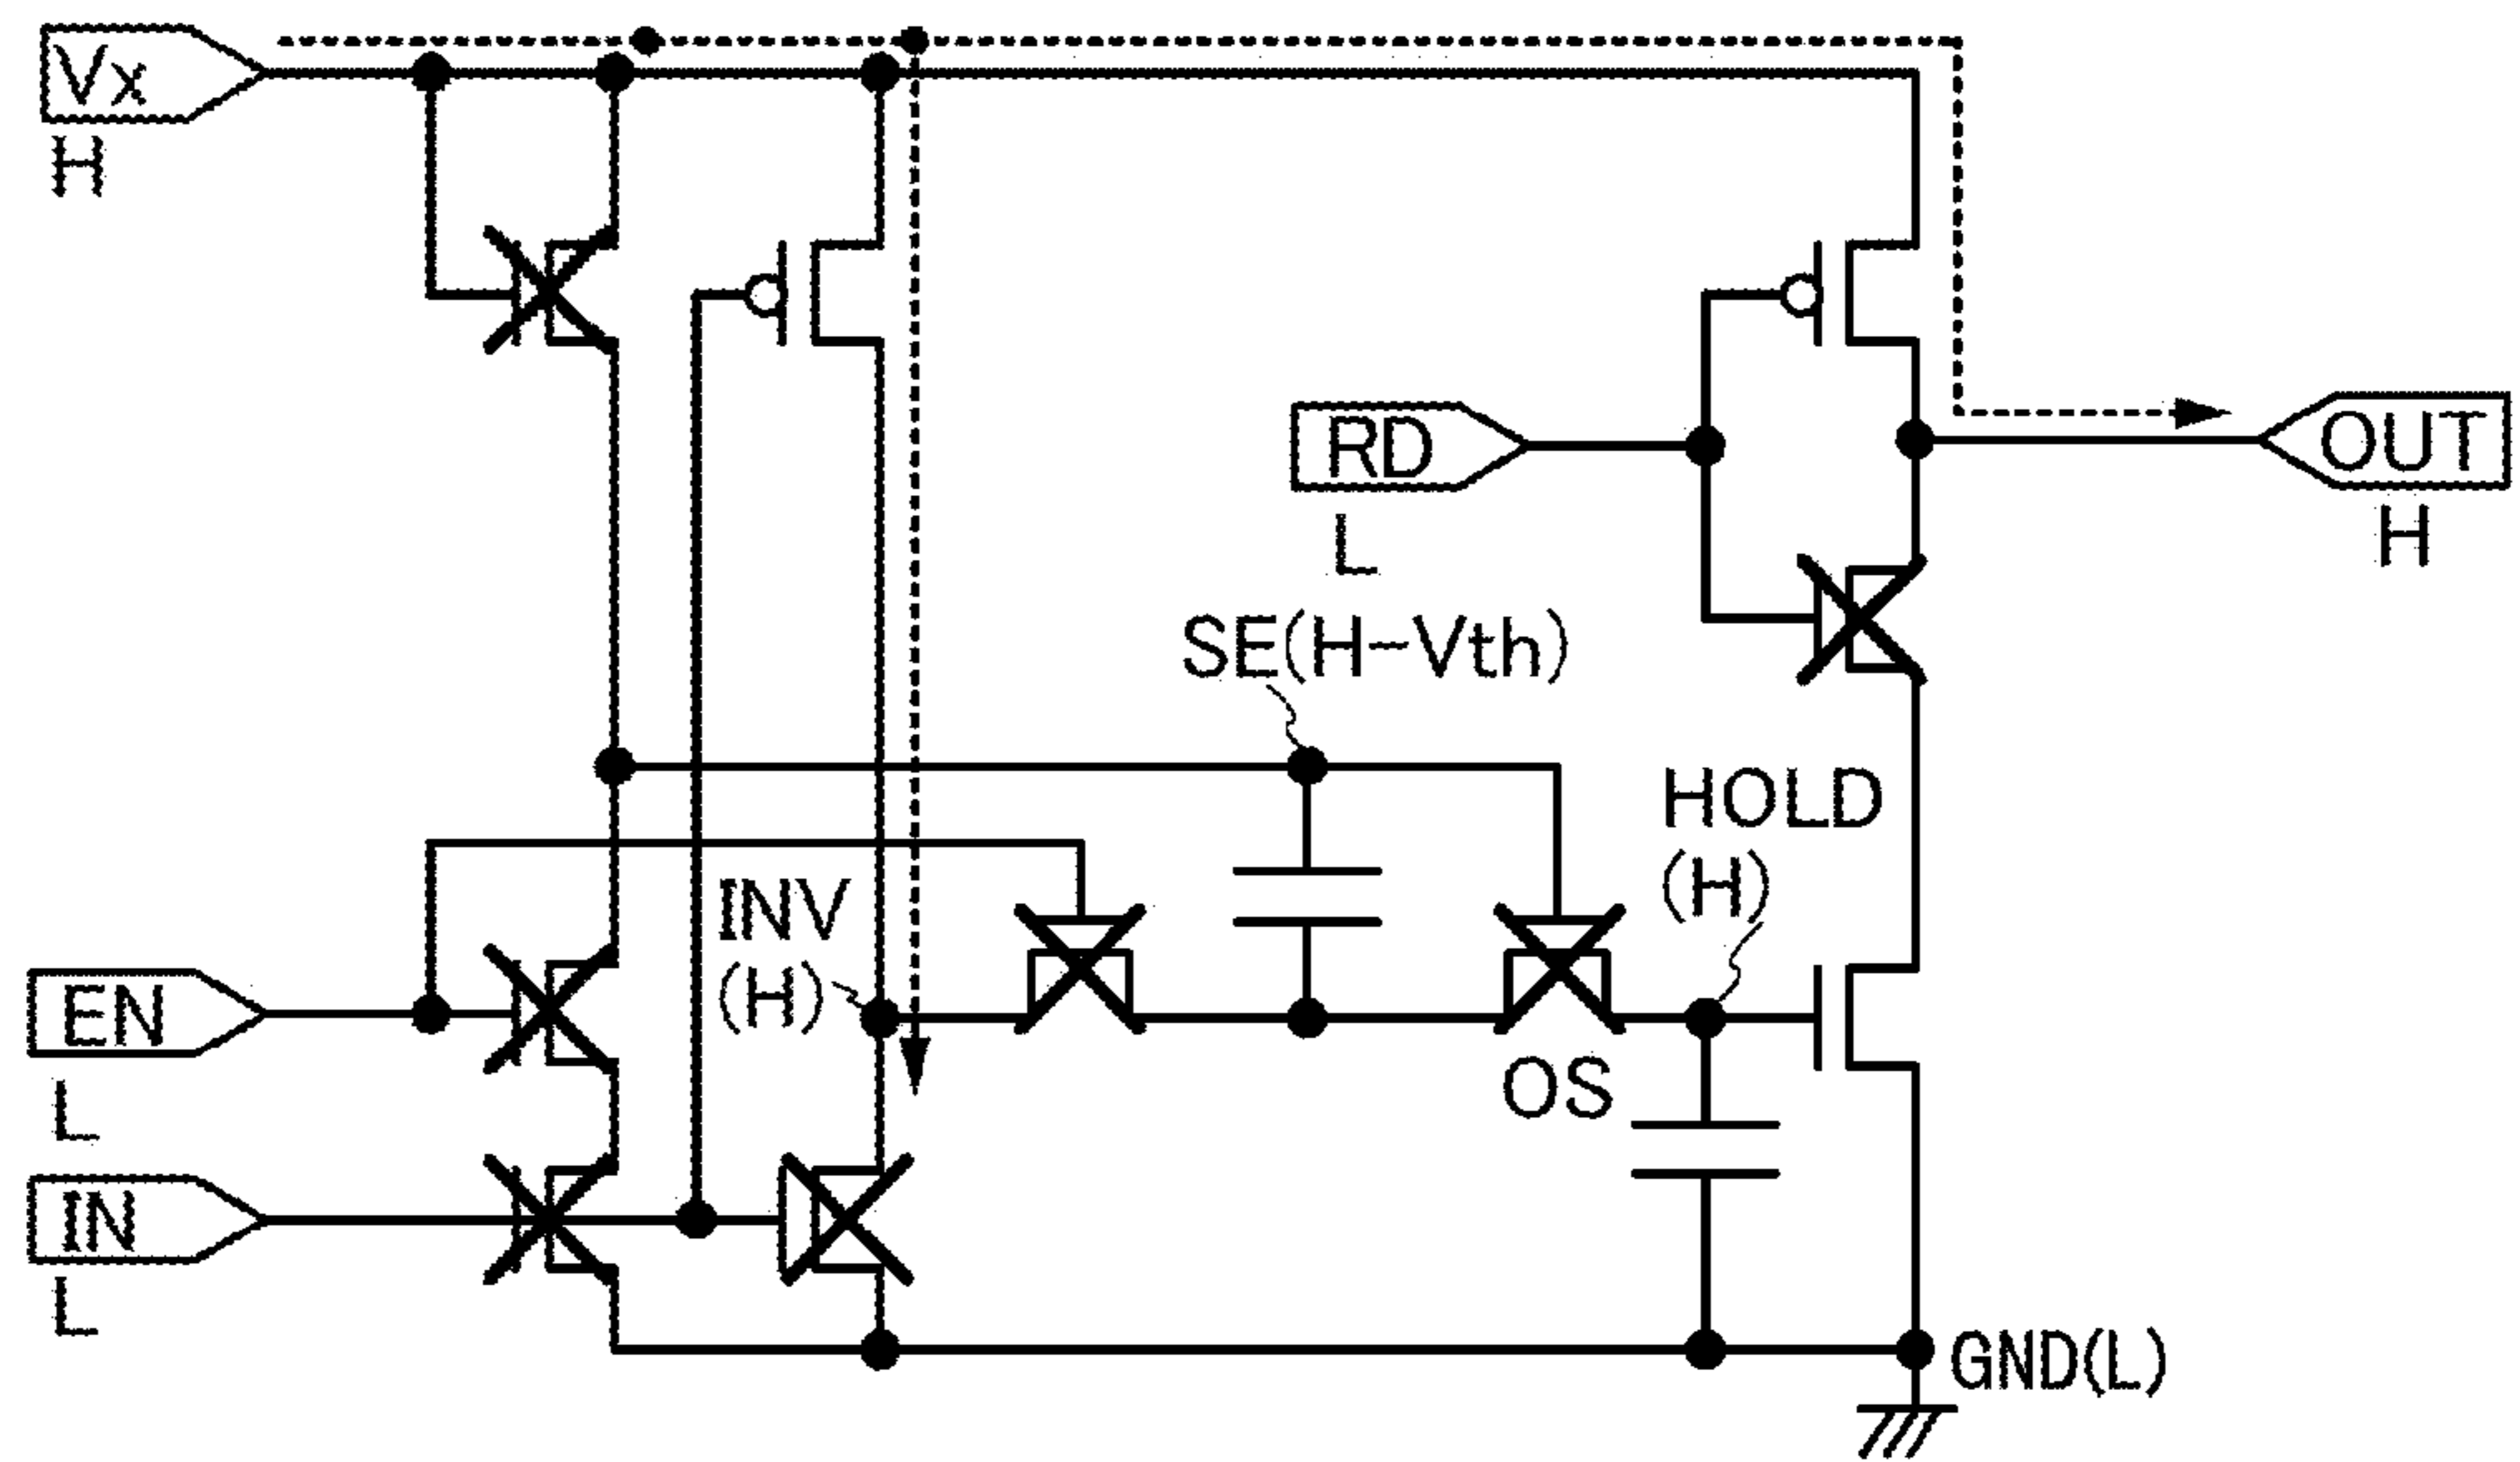 Vx
H
RD
L
OUT
H
SE(H-Vth)
HOLD
(H)
INV
(H)
EN
L
OS
IN
L
GND(L)